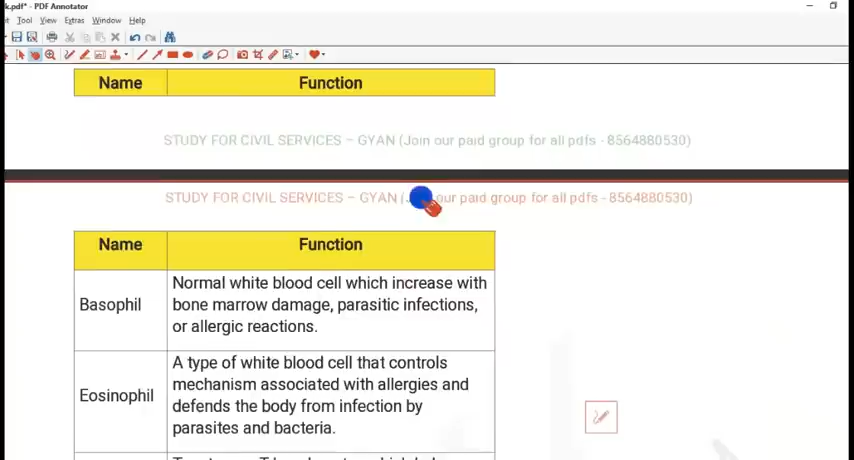 k.pdf* - PDF Annotator
t Tool View Extras Window Help
Name Function
STUDY FOR CIVIL SERVICES – GYAN (Join our paid group for all pdfs - 8564880530)
STUDY FOR CIVIL SERVICES – GYAN (J our paid group for all pdfs - 8564880530)
Name Function
Basophil
Normal white blood cell which increase with
bone marrow damage, parasitic infections,
or allergic reactions.
Eosinophil
A type of white blood cell that controls
mechanism associated with allergies and
defends the body from infection by
parasites and bacteria.